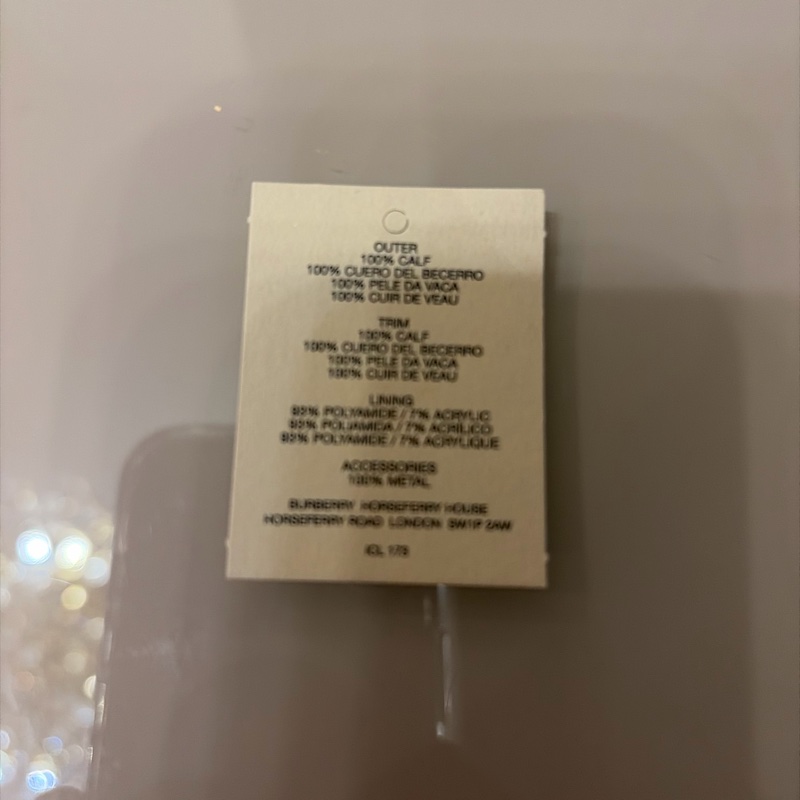 OUTER
100% CALF
100% CUERO DEL BECERRO
100% PELE DA VACA
100% CUIR DE VEAU
TRIM
100% CALF
100% CUERO DEL BECERRO
100% PELE DA VACA
100% CUIR DE VEAU
LINING
93% POLYAMIDE / 7% ACRYLIC
93% POLIAMIDA / 7% ACRILICO
93% POLYAMIDE / 7% ACRYLIQUE
ACCESSORIES
100% METAL
BURBERRY HORSEFERRY HOUSE
HORSEFERRY ROAD LONDON SW1P 2AW